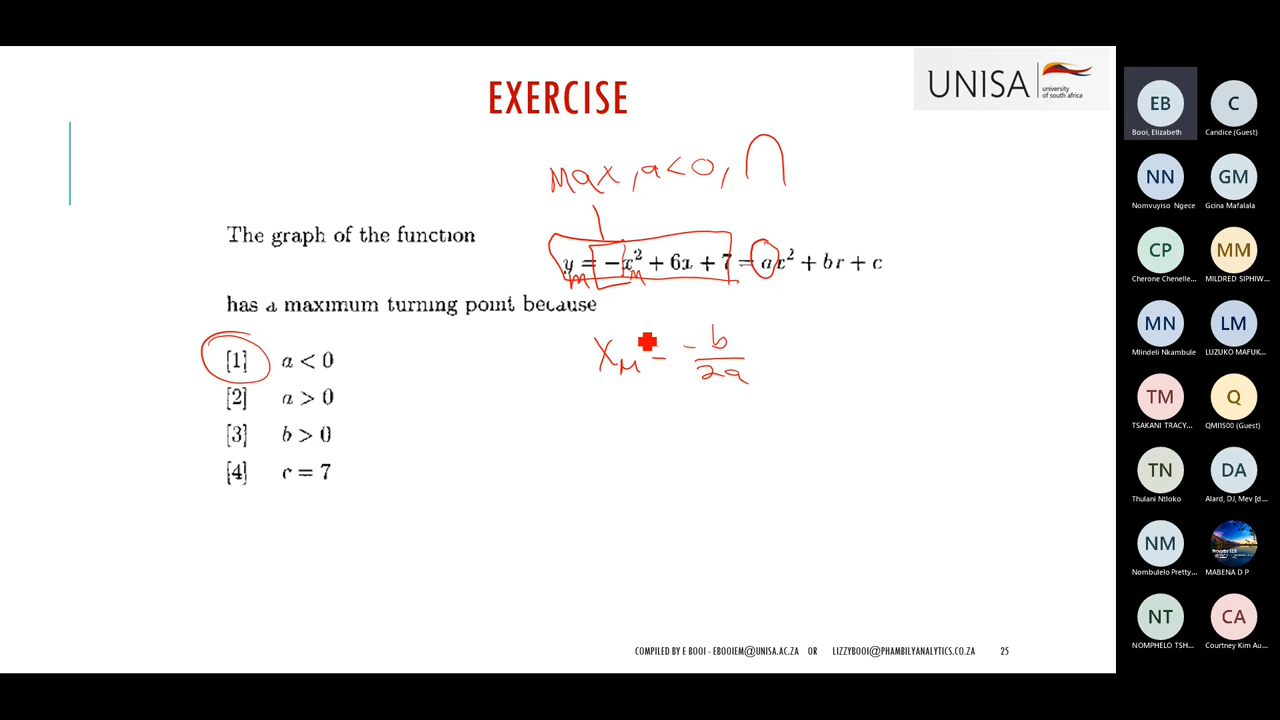 EXERCISE
UNISA
university
of south africa
Max, a < 0, ∩
The graph of the function
y = −x² + 6x + 7 = ax² + bx + c
m m
has a maximum turning point because
[1] a < 0
[2] a > 0
[3] b > 0
[4] c = 7
x_M = −b/2a
COMPILED BY E BOOI - EBOOIEM@UNISA.AC.ZA OR LIZZYBOOI@PHAMBILYANALYTICS.CO.ZA 25
EB
Booi, Elizabeth
C
Candice (Guest)
NN
Nomvuyiso Ngece
GM
Gcina Mafalala
CP
Cherone Chenelle...
MM
MILDRED SIPHIW...
MN
Mlindeli Nkambule
LM
LUZUKO MAFUK...
TM
TSAKANI TRACY...
Q
QMI1500 (Guest)
TN
Thulani Ntloko
DA
Alard, DJ, Mev [d...
NM
Nombulelo Pretty...
MABENA D P
NT
NOMPHELO TSH...
CA
Courtney Kim Au...